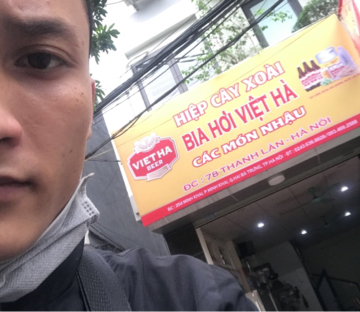 HIỆP CÂY XOÀI
BIA HƠI VIỆT HÀ
CÁC MÓN NHẬU
ĐC: 78 THANH LÂN - HÀ NỘI
VIET HA
BEER